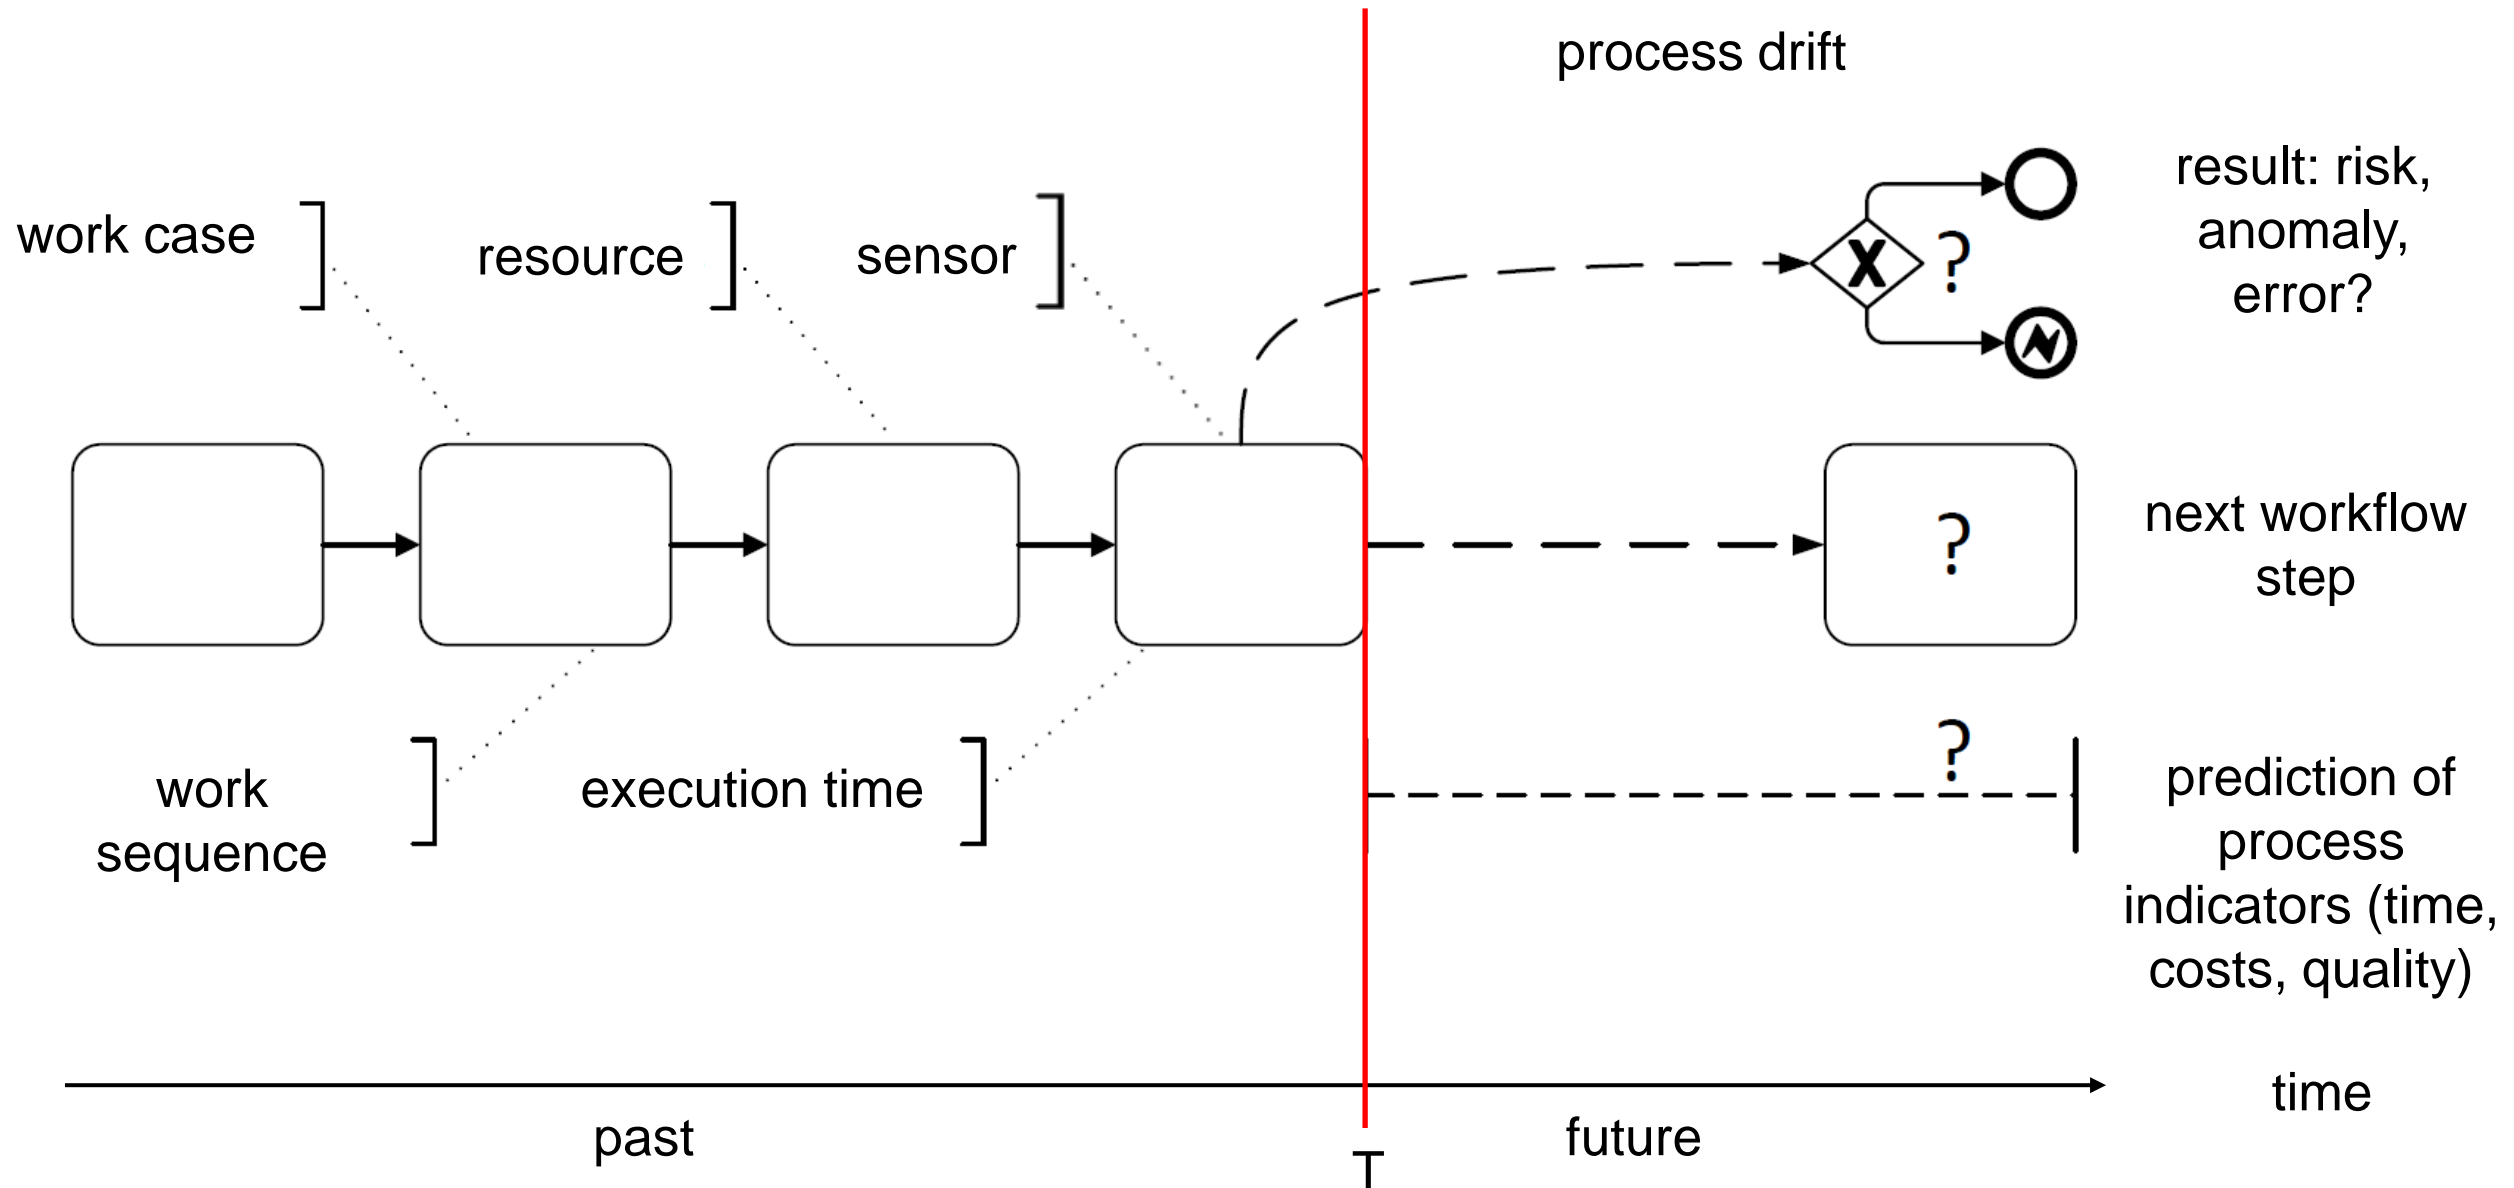 process drift
result: risk,
anomaly,
error?
work case
resource
sensor
X
?
next workflow
step
?
?
work
sequence
execution time
prediction of
process
indicators (time,
costs, quality)
time
past
future
T